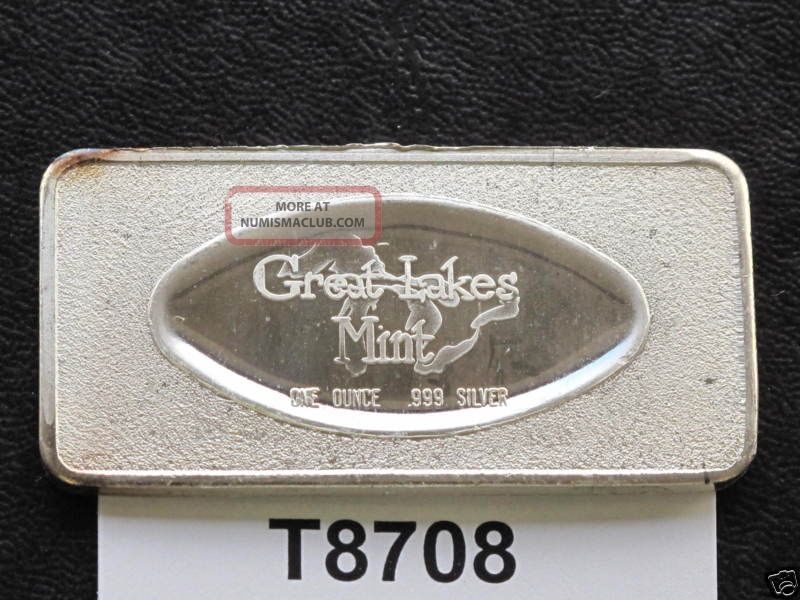 MORE AT
NUMISMACLUB.COM
Great Lakes
Mint
ONE OUNCE .999 SILVER
T8708